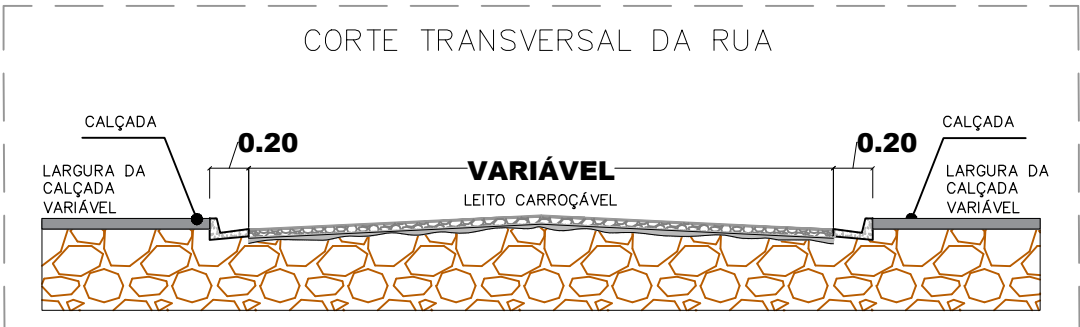 CORTE TRANSVERSAL DA RUA
CALÇADA
0.20
LARGURA DA
CALÇADA
VARIÁVEL
VARIÁVEL
LEITO CARROÇÁVEL
0.20
CALÇADA
LARGURA DA
CALÇADA
VARIÁVEL